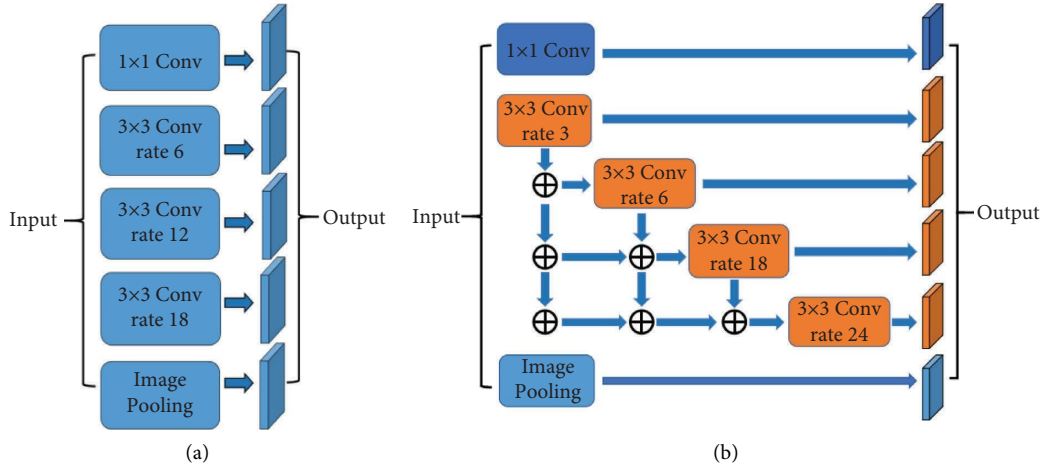 Input
1×1 Conv
3×3 Conv
rate 6
3×3 Conv
rate 12
3×3 Conv
rate 18
Image
Pooling
Output
(a)
Input
1×1 Conv
3×3 Conv
rate 3
3×3 Conv
rate 6
3×3 Conv
rate 18
3×3 Conv
rate 24
Image
Pooling
Output
(b)